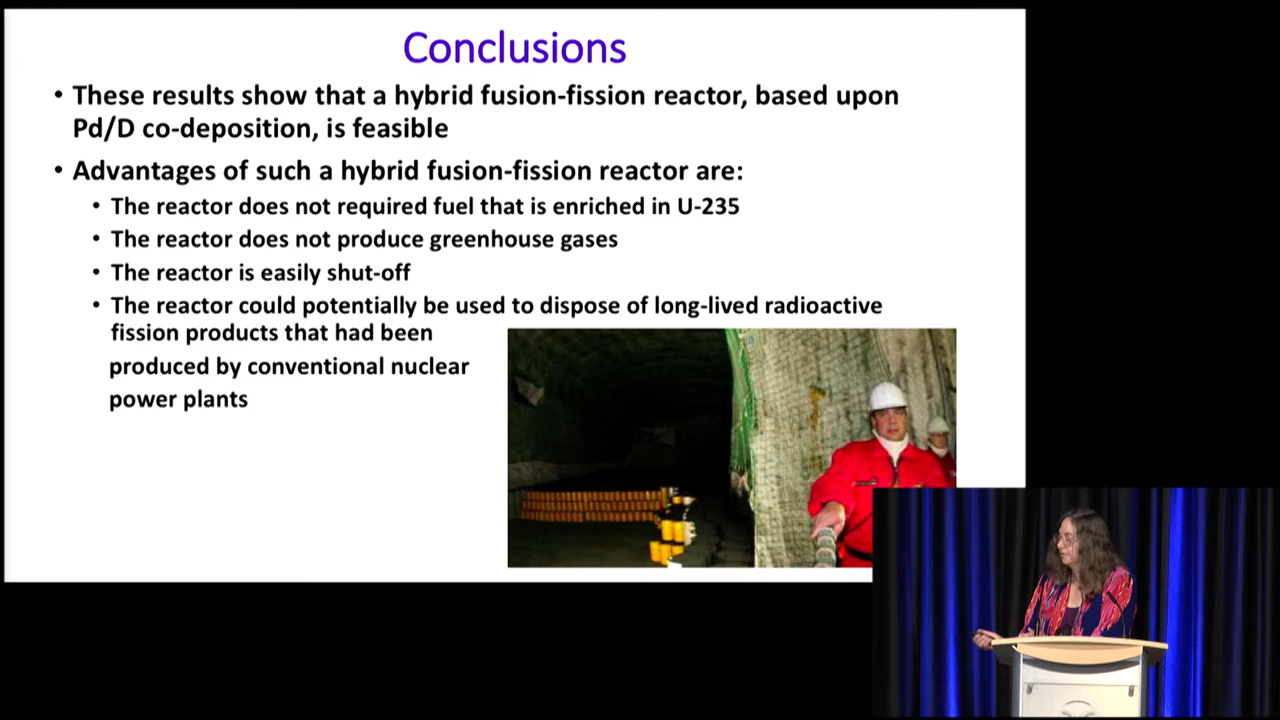 Conclusions
• These results show that a hybrid fusion-fission reactor, based upon
Pd/D co-deposition, is feasible
• Advantages of such a hybrid fusion-fission reactor are:
• The reactor does not required fuel that is enriched in U-235
• The reactor does not produce greenhouse gases
• The reactor is easily shut-off
• The reactor could potentially be used to dispose of long-lived radioactive
fission products that had been
produced by conventional nuclear
power plants